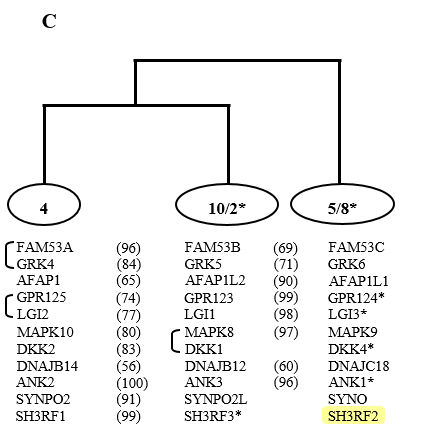 C
4 10/2* 5/8*
FAM53A (96) FAM53B (69) FAM53C
GRK4 (84) GRK5 (71) GRK6
AFAP1 (65) AFAP1L2 (90) AFAP1L1
GPR125 (74) GPR123 (99) GPR124*
LGI2 (77) LGI1 (98) LGI3*
MAPK10 (80) MAPK8 (97) MAPK9
DKK2 (83) DKK1 DKK4*
DNAJB14 (56) DNAJB12 (60) DNAJC18
ANK2 (100) ANK3 (96) ANK1*
SYNPO2 (91) SYNPO2L SYNO
SH3RF1 (99) SH3RF3* SH3RF2